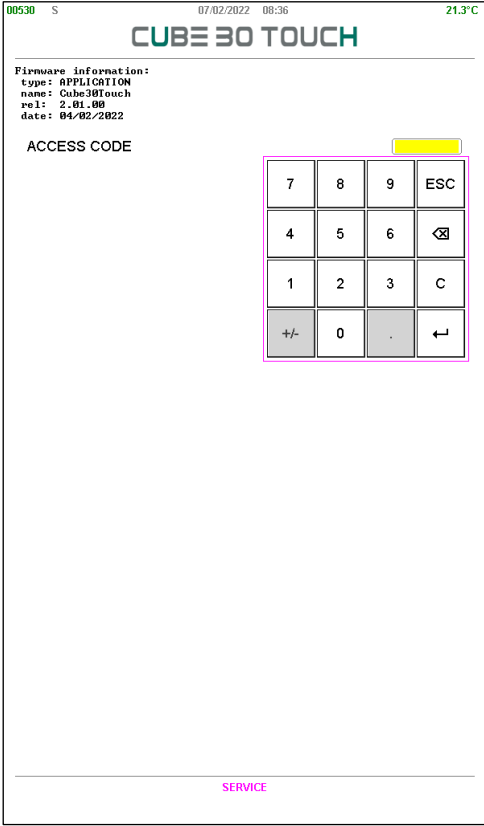 00530 S 07/02/2022 08:36 21.3°C
CUBE 30 TOUCH
Firmware information:
type: APPLICATION
name: Cube30Touch
rel: 2.01.00
date: 04/02/2022
ACCESS CODE
7 8 9 ESC
4 5 6
1 2 3 C
+/- 0 .
SERVICE